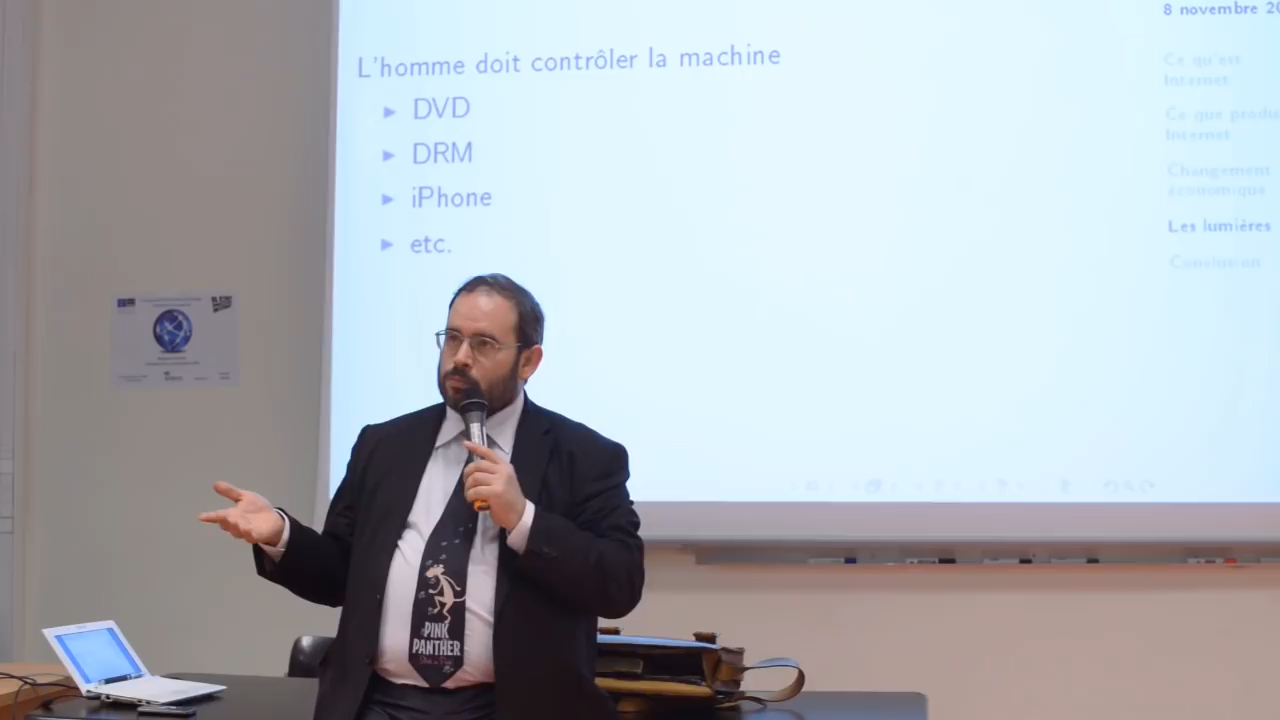 8 novembre 20
L'homme doit contrôler la machine
► DVD
► DRM
► iPhone
► etc.
Ce qu'est
Internet
Ce que produ
Internet
Changement
économique
Les lumières
Conclusion
PINK
PANTHER